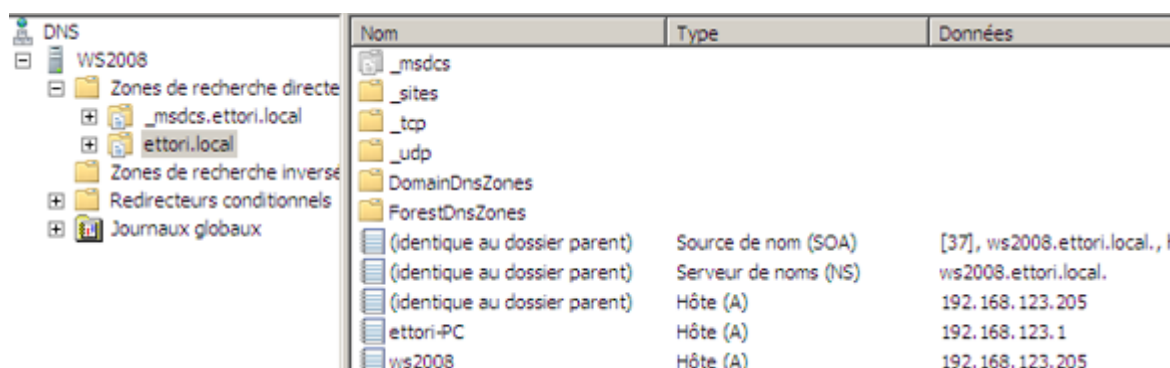 DNS
WS2008
Zones de recherche directe
_msdcs.ettori.local
ettori.local
Zones de recherche inversé
Redirecteurs conditionnels
Journaux globaux
Nom Type Données
_msdcs
_sites
_tcp
_udp
DomainDnsZones
ForestDnsZones
(identique au dossier parent) Source de nom (SOA) [37], ws2008.ettori.local.,
(identique au dossier parent) Serveur de noms (NS) ws2008.ettori.local.
(identique au dossier parent) Hôte (A) 192.168.123.205
ettori-PC Hôte (A) 192.168.123.1
ws2008 Hôte (A) 192.168.123.205